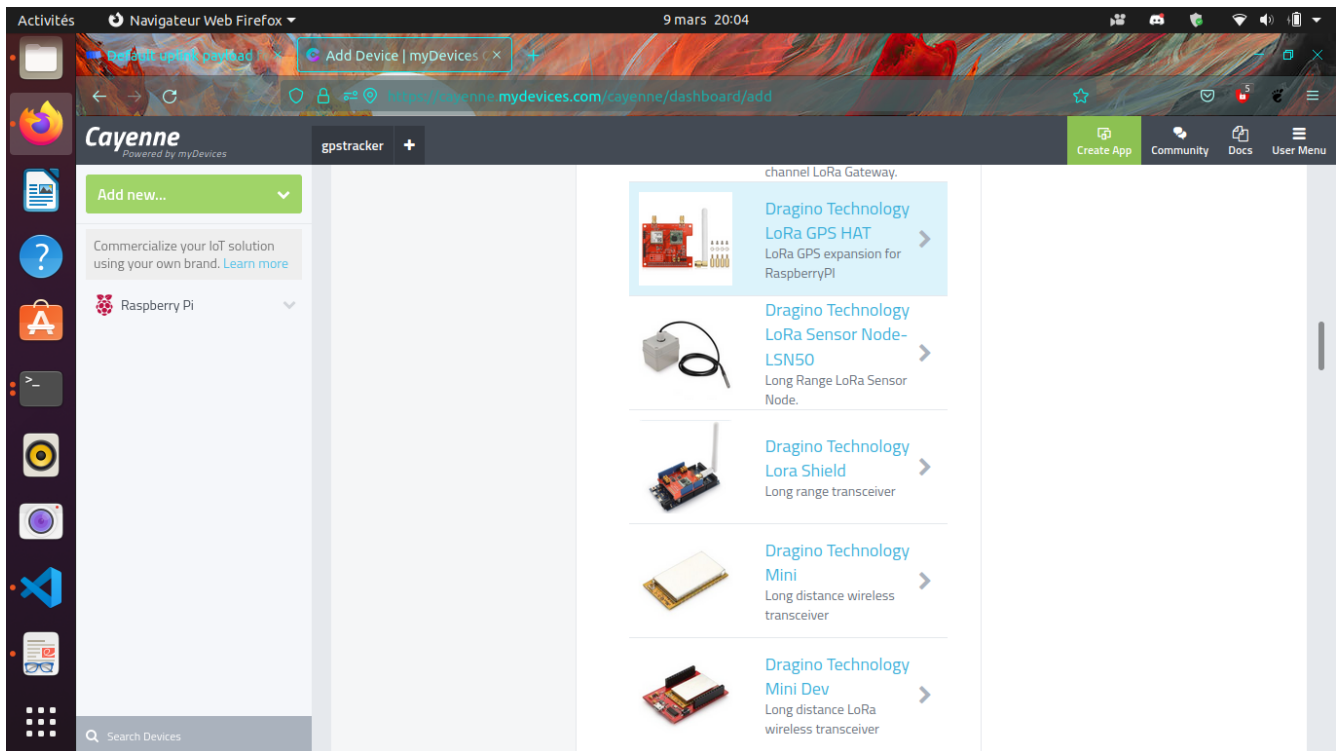 Activités
Navigateur Web Firefox
9 mars 20:04
Default uplink payload
Add Device | myDevices C
https://cayenne.mydevices.com/cayenne/dashboard/add
5
Cayenne
Powered by myDevices
gpstracker
Create App
Community
Docs
User Menu
Add new...
Commercialize your IoT solution
using your own brand. Learn more
Raspberry Pi
Search Devices
channel LoRa Gateway.
Dragino Technology
LoRa GPS HAT
LoRa GPS expansion for
RaspberryPI
Dragino Technology
LoRa Sensor Node-
LSN50
Long Range LoRa Sensor
Node.
Dragino Technology
Lora Shield
Long range transceiver
Dragino Technology
Mini
Long distance wireless
transceiver
Dragino Technology
Mini Dev
Long distance LoRa
wireless transceiver